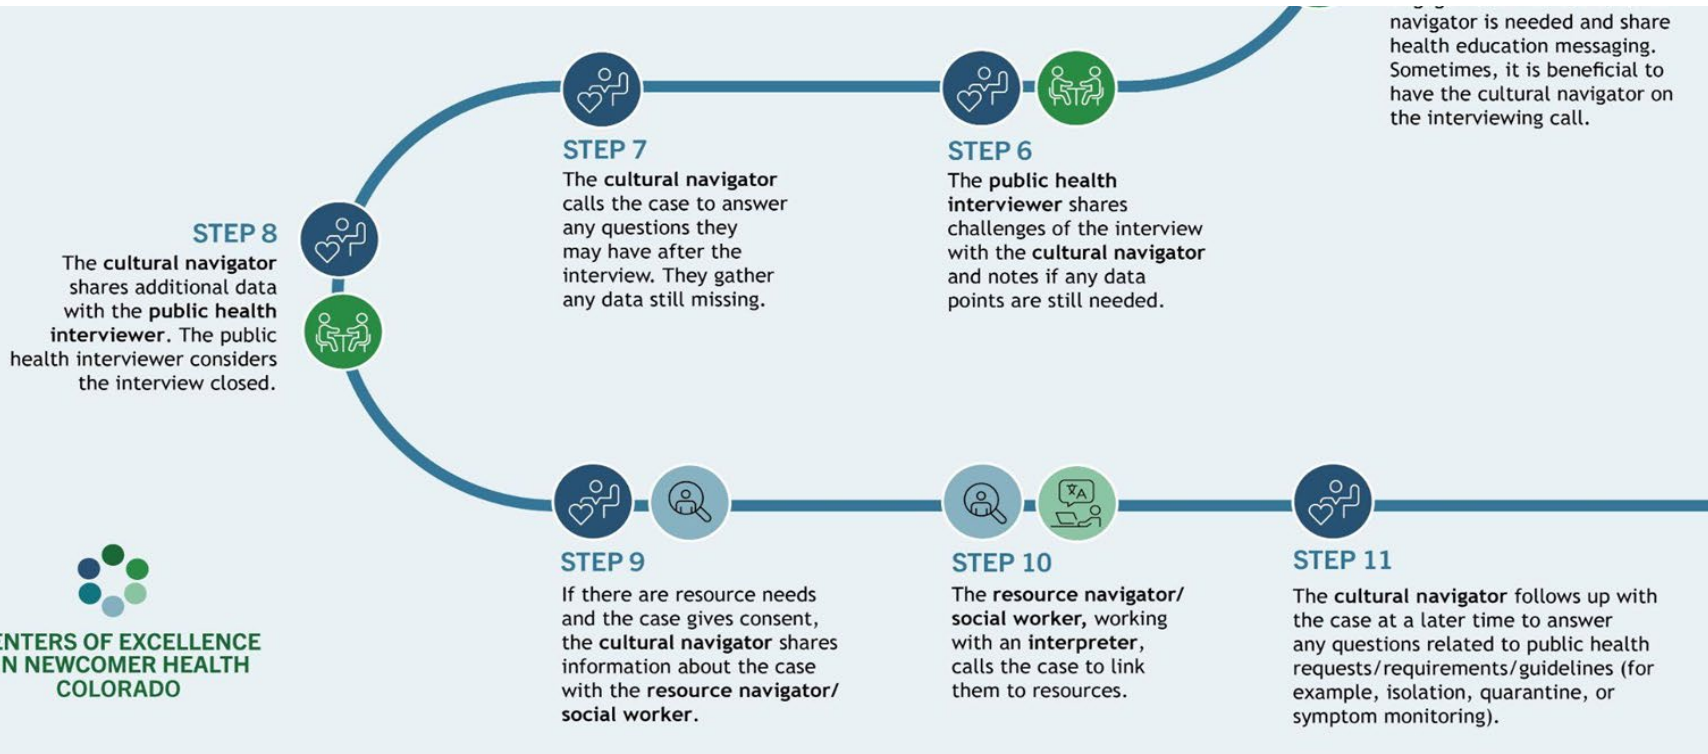 navigator is needed and share
health education messaging.
Sometimes, it is beneficial to
have the cultural navigator on
the interviewing call.
STEP 6
The public health
interviewer shares
challenges of the interview
with the cultural navigator
and notes if any data
points are still needed.
STEP 7
The cultural navigator
calls the case to answer
any questions they
may have after the
interview. They gather
any data still missing.
STEP 8
The cultural navigator
shares additional data
with the public health
interviewer. The public
health interviewer considers
the interview closed.
STEP 9
If there are resource needs
and the case gives consent,
the cultural navigator shares
information about the case
with the resource navigator/
social worker.
STEP 10
The resource navigator/
social worker, working
with an interpreter,
calls the case to link
them to resources.
STEP 11
The cultural navigator follows up with
the case at a later time to answer
any questions related to public health
requests/requirements/guidelines (for
example, isolation, quarantine, or
symptom monitoring).
文A
ENTERS OF EXCELLENCE
N NEWCOMER HEALTH
COLORADO